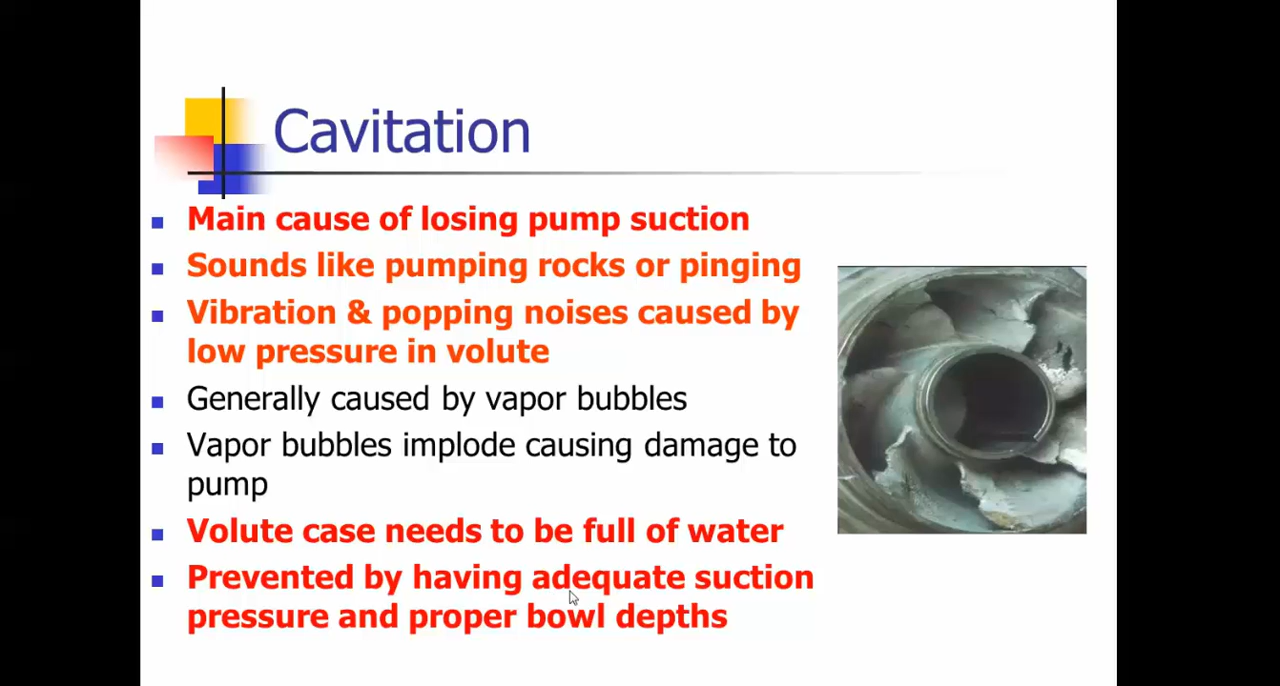 Cavitation
Main cause of losing pump suction
Sounds like pumping rocks or pinging
Vibration & popping noises caused by
low pressure in volute
Generally caused by vapor bubbles
Vapor bubbles implode causing damage to
pump
Volute case needs to be full of water
Prevented by having adequate suction
pressure and proper bowl depths